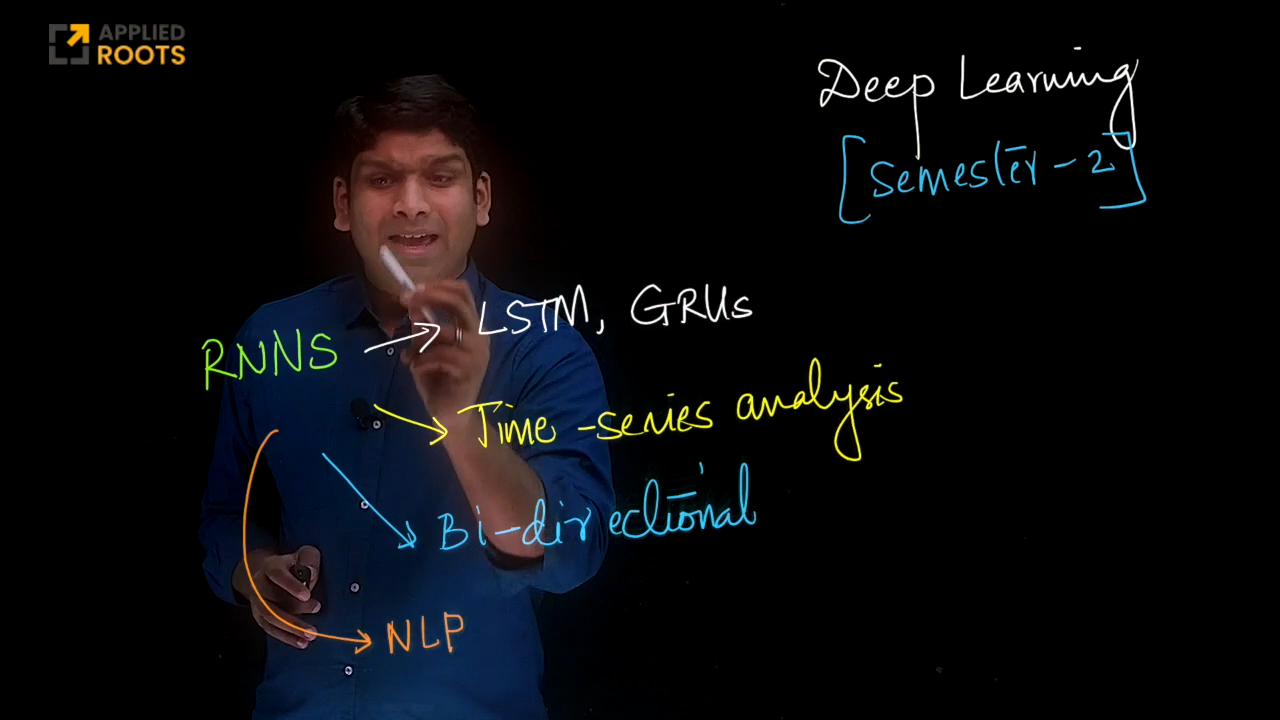 APPLIED
ROOTS
Deep Learning
[Semester - 2]
RNNS → LSTM, GRUs
→ Time-series analysis
→ Bi-directional
→ NLP